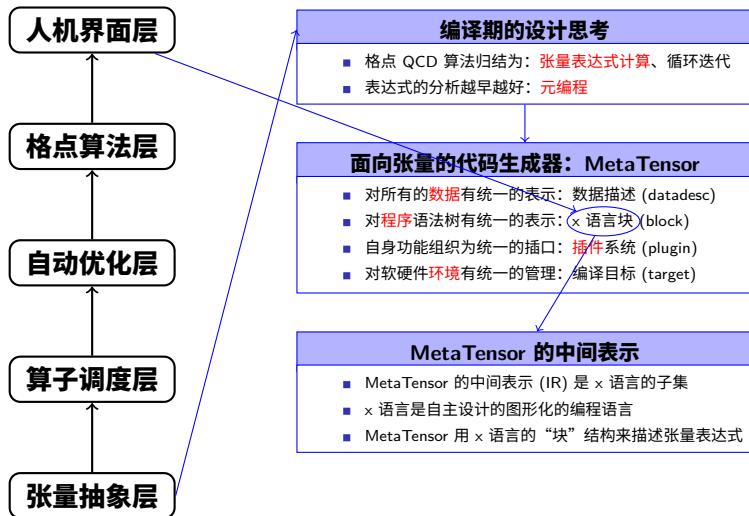 人机界面层
格点算法层
自动优化层
算子调度层
张量抽象层
编译期的设计思考
格点 QCD 算法归结为：张量表达式计算、循环迭代
表达式的分析越早越好：元编程
面向张量的代码生成器：MetaTensor
对所有的数据有统一的表示：数据描述 (datadesc)
对程序语法树有统一的表示：x 语言块 (block)
自身功能组织为统一的插口：插件系统 (plugin)
对软硬件环境有统一的管理：编译目标 (target)
MetaTensor 的中间表示
MetaTensor 的中间表示 (IR) 是 x 语言的子集
x 语言是自主设计的图形化的编程语言
MetaTensor 用 x 语言的“块”结构来描述张量表达式